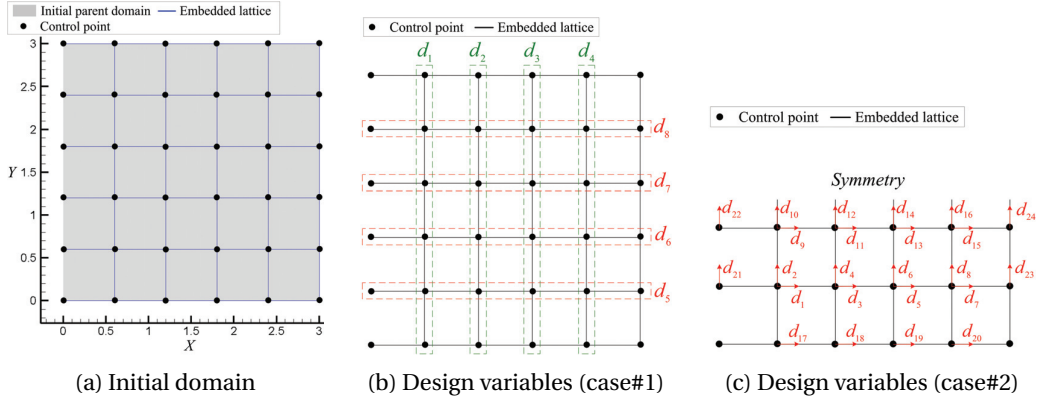 Initial parent domain
Embedded lattice
Control point
3
2.5
2
Y
1.5
1
0.5
0
0
0.6
1.2
1.8
2.4
3
X
(a) Initial domain
Control point
Embedded lattice
d1
d2
d3
d4
d8
d7
d6
d5
(b) Design variables (case#1)
Control point
Embedded lattice
Symmetry
d22
d10
d12
d14
d16
d24
d9
d11
d13
d15
d21
d2
d4
d6
d8
d23
d1
d3
d5
d7
d17
d18
d19
d20
(c) Design variables (case#2)